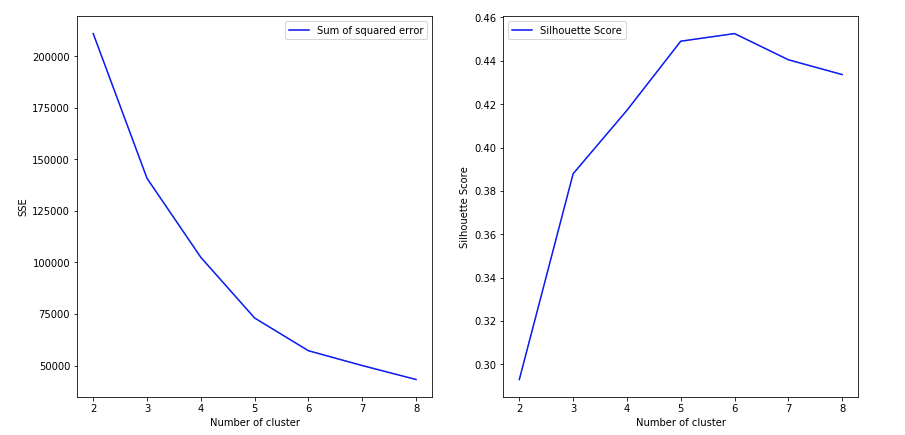 Sum of squared error
200000
175000
150000
125000
100000
75000
50000
SSE
2 3 4 5 6 7 8
Number of cluster
Silhouette Score
0.46
0.44
0.42
0.40
0.38
0.36
0.34
0.32
0.30
Silhouette Score
2 3 4 5 6 7 8
Number of cluster